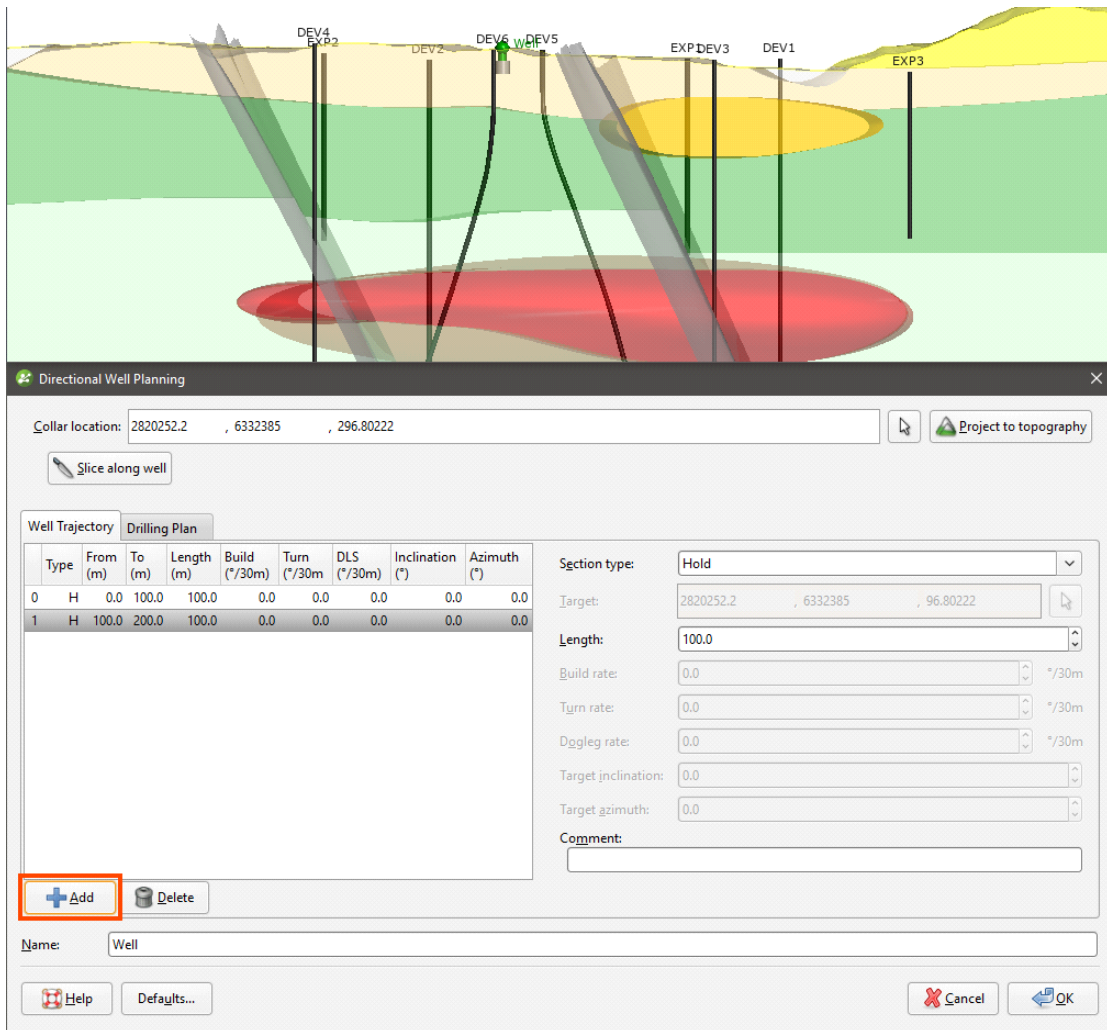 DEV4
EXP2
DEV2
DEV6
Well
DEV5
EXP1
DEV3
DEV1
EXP3
Directional Well Planning
Collar location: 2820252.2 , 6332385 , 296.80222 Project to topography
Slice along well
Well Trajectory Drilling Plan
Type From (m) To (m) Length (m) Build (°/30m) Turn (°/30m DLS (°/30m) Inclination (°) Azimuth (°)
0 H 0.0 100.0 100.0 0.0 0.0 0.0 0.0 0.0
1 H 100.0 200.0 100.0 0.0 0.0 0.0 0.0 0.0
Section type: Hold
Target: 2820252.2 , 6332385 , 96.80222
Length: 100.0
Build rate: 0.0 °/30m
Turn rate: 0.0 °/30m
Dogleg rate: 0.0 °/30m
Target inclination: 0.0
Target azimuth: 0.0
Comment:
Add Delete
Name: Well
Help Defaults... Cancel OK